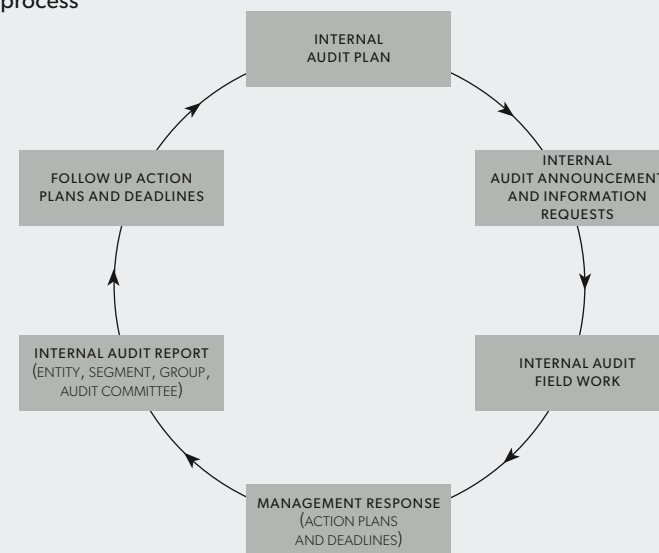 process
INTERNAL
AUDIT PLAN
INTERNAL
AUDIT ANNOUNCEMENT
AND INFORMATION
REQUESTS
INTERNAL AUDIT
FIELD WORK
MANAGEMENT RESPONSE
(ACTION PLANS
AND DEADLINES)
INTERNAL AUDIT REPORT
(ENTITY, SEGMENT, GROUP,
AUDIT COMMITTEE)
FOLLOW UP ACTION
PLANS AND DEADLINES